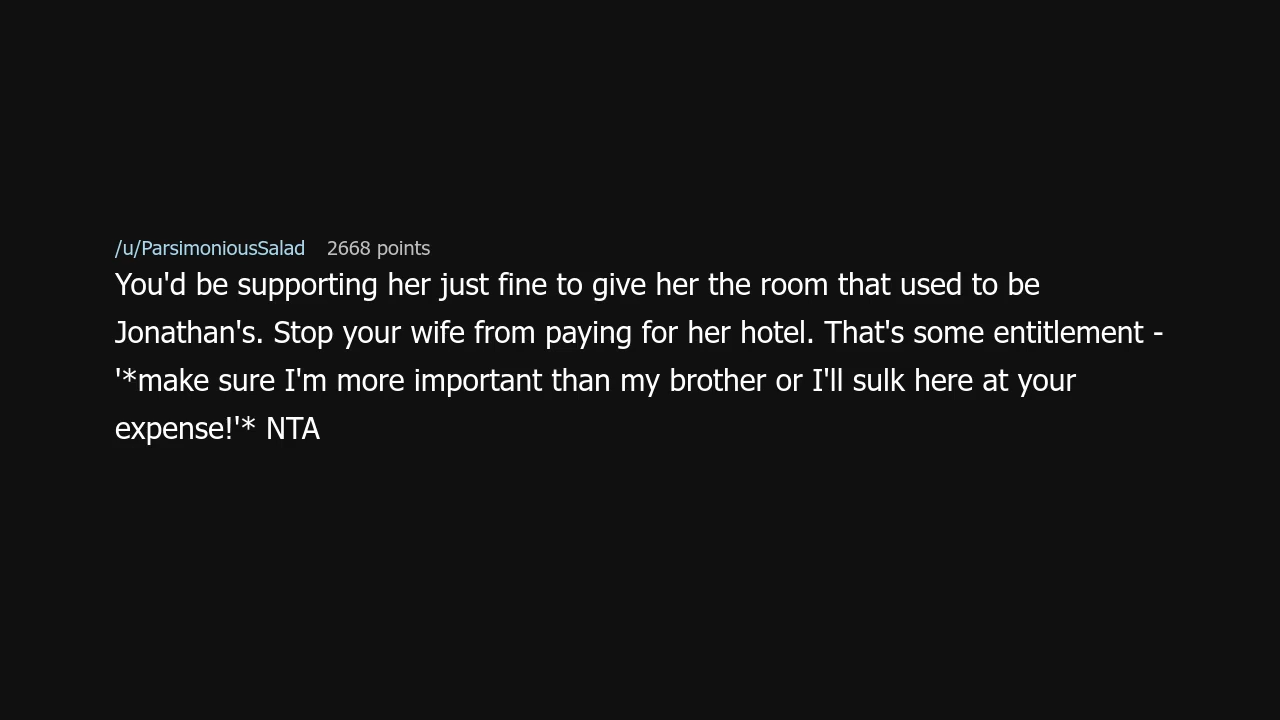 /u/ParsimoniousSalad 2668 points
You'd be supporting her just fine to give her the room that used to be
Jonathan's. Stop your wife from paying for her hotel. That's some entitlement -
'*make sure I'm more important than my brother or I'll sulk here at your
expense!'* NTA